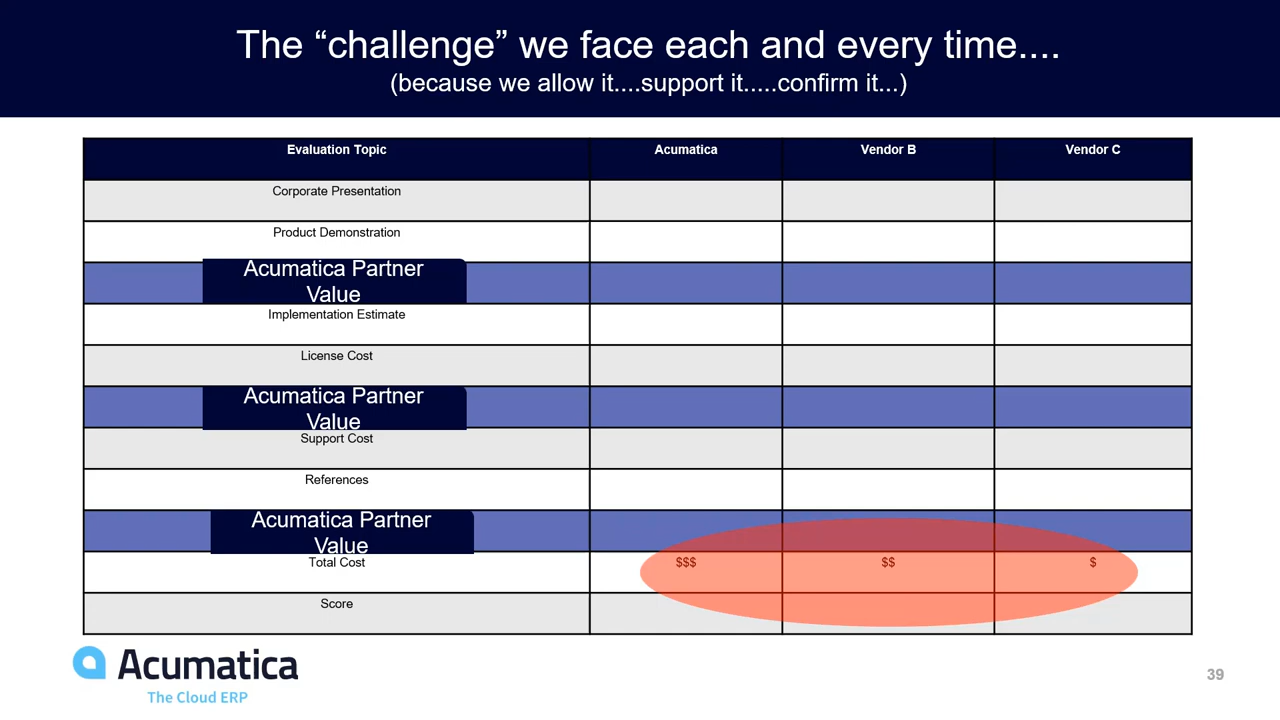 The “challenge” we face each and every time....
(because we allow it....support it.....confirm it...)
Evaluation Topic Acumatica Vendor B Vendor C
Corporate Presentation
Product Demonstration
Acumatica Partner
Value
Implementation Estimate
License Cost
Acumatica Partner
Value
Support Cost
References
Acumatica Partner
Value
Total Cost $$$ $$ $
Score
Acumatica
The Cloud ERP
39